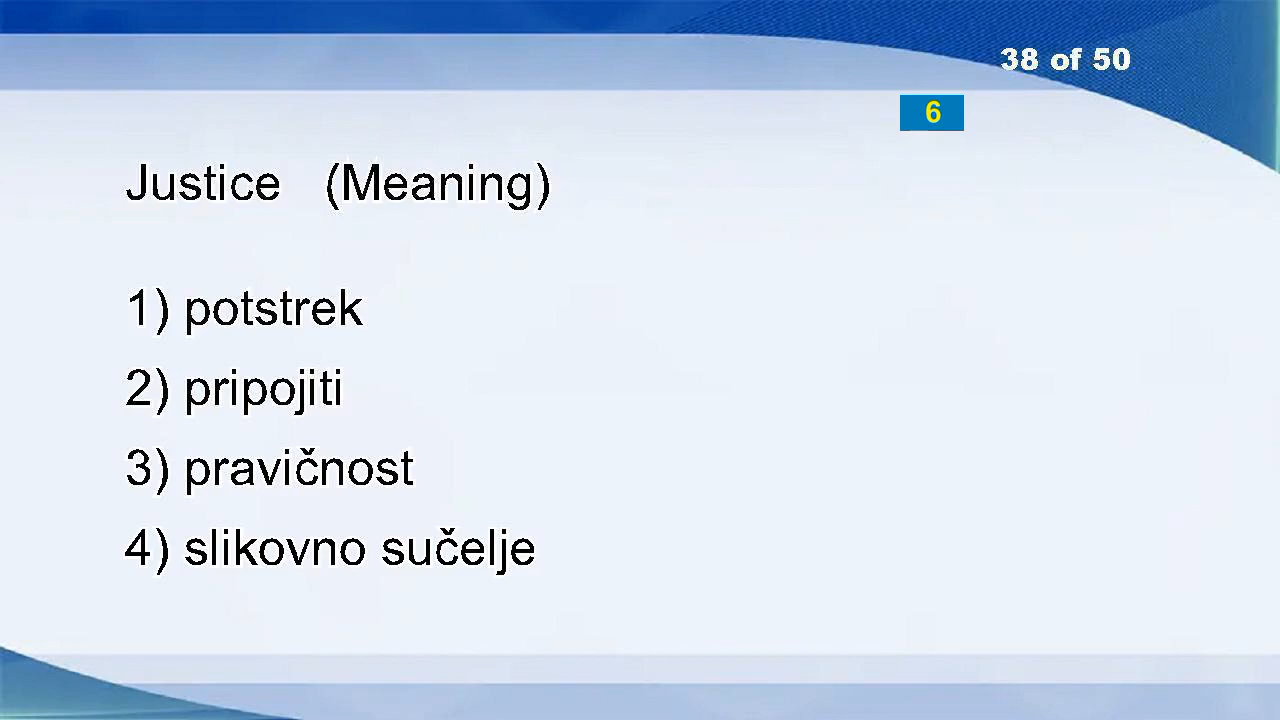 38 of 50
6
Justice (Meaning)
1) potstrek
2) pripojiti
3) pravičnost
4) slikovno sučelje